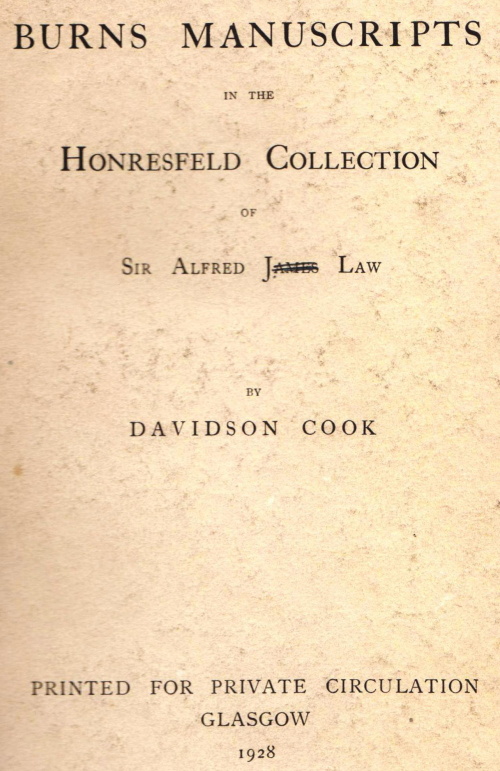 BURNS MANUSCRIPTS
IN THE
HONRESFELD COLLECTION
OF
SIR ALFRED JAMES LAW
BY
DAVIDSON COOK
PRINTED FOR PRIVATE CIRCULATION
GLASGOW
1928